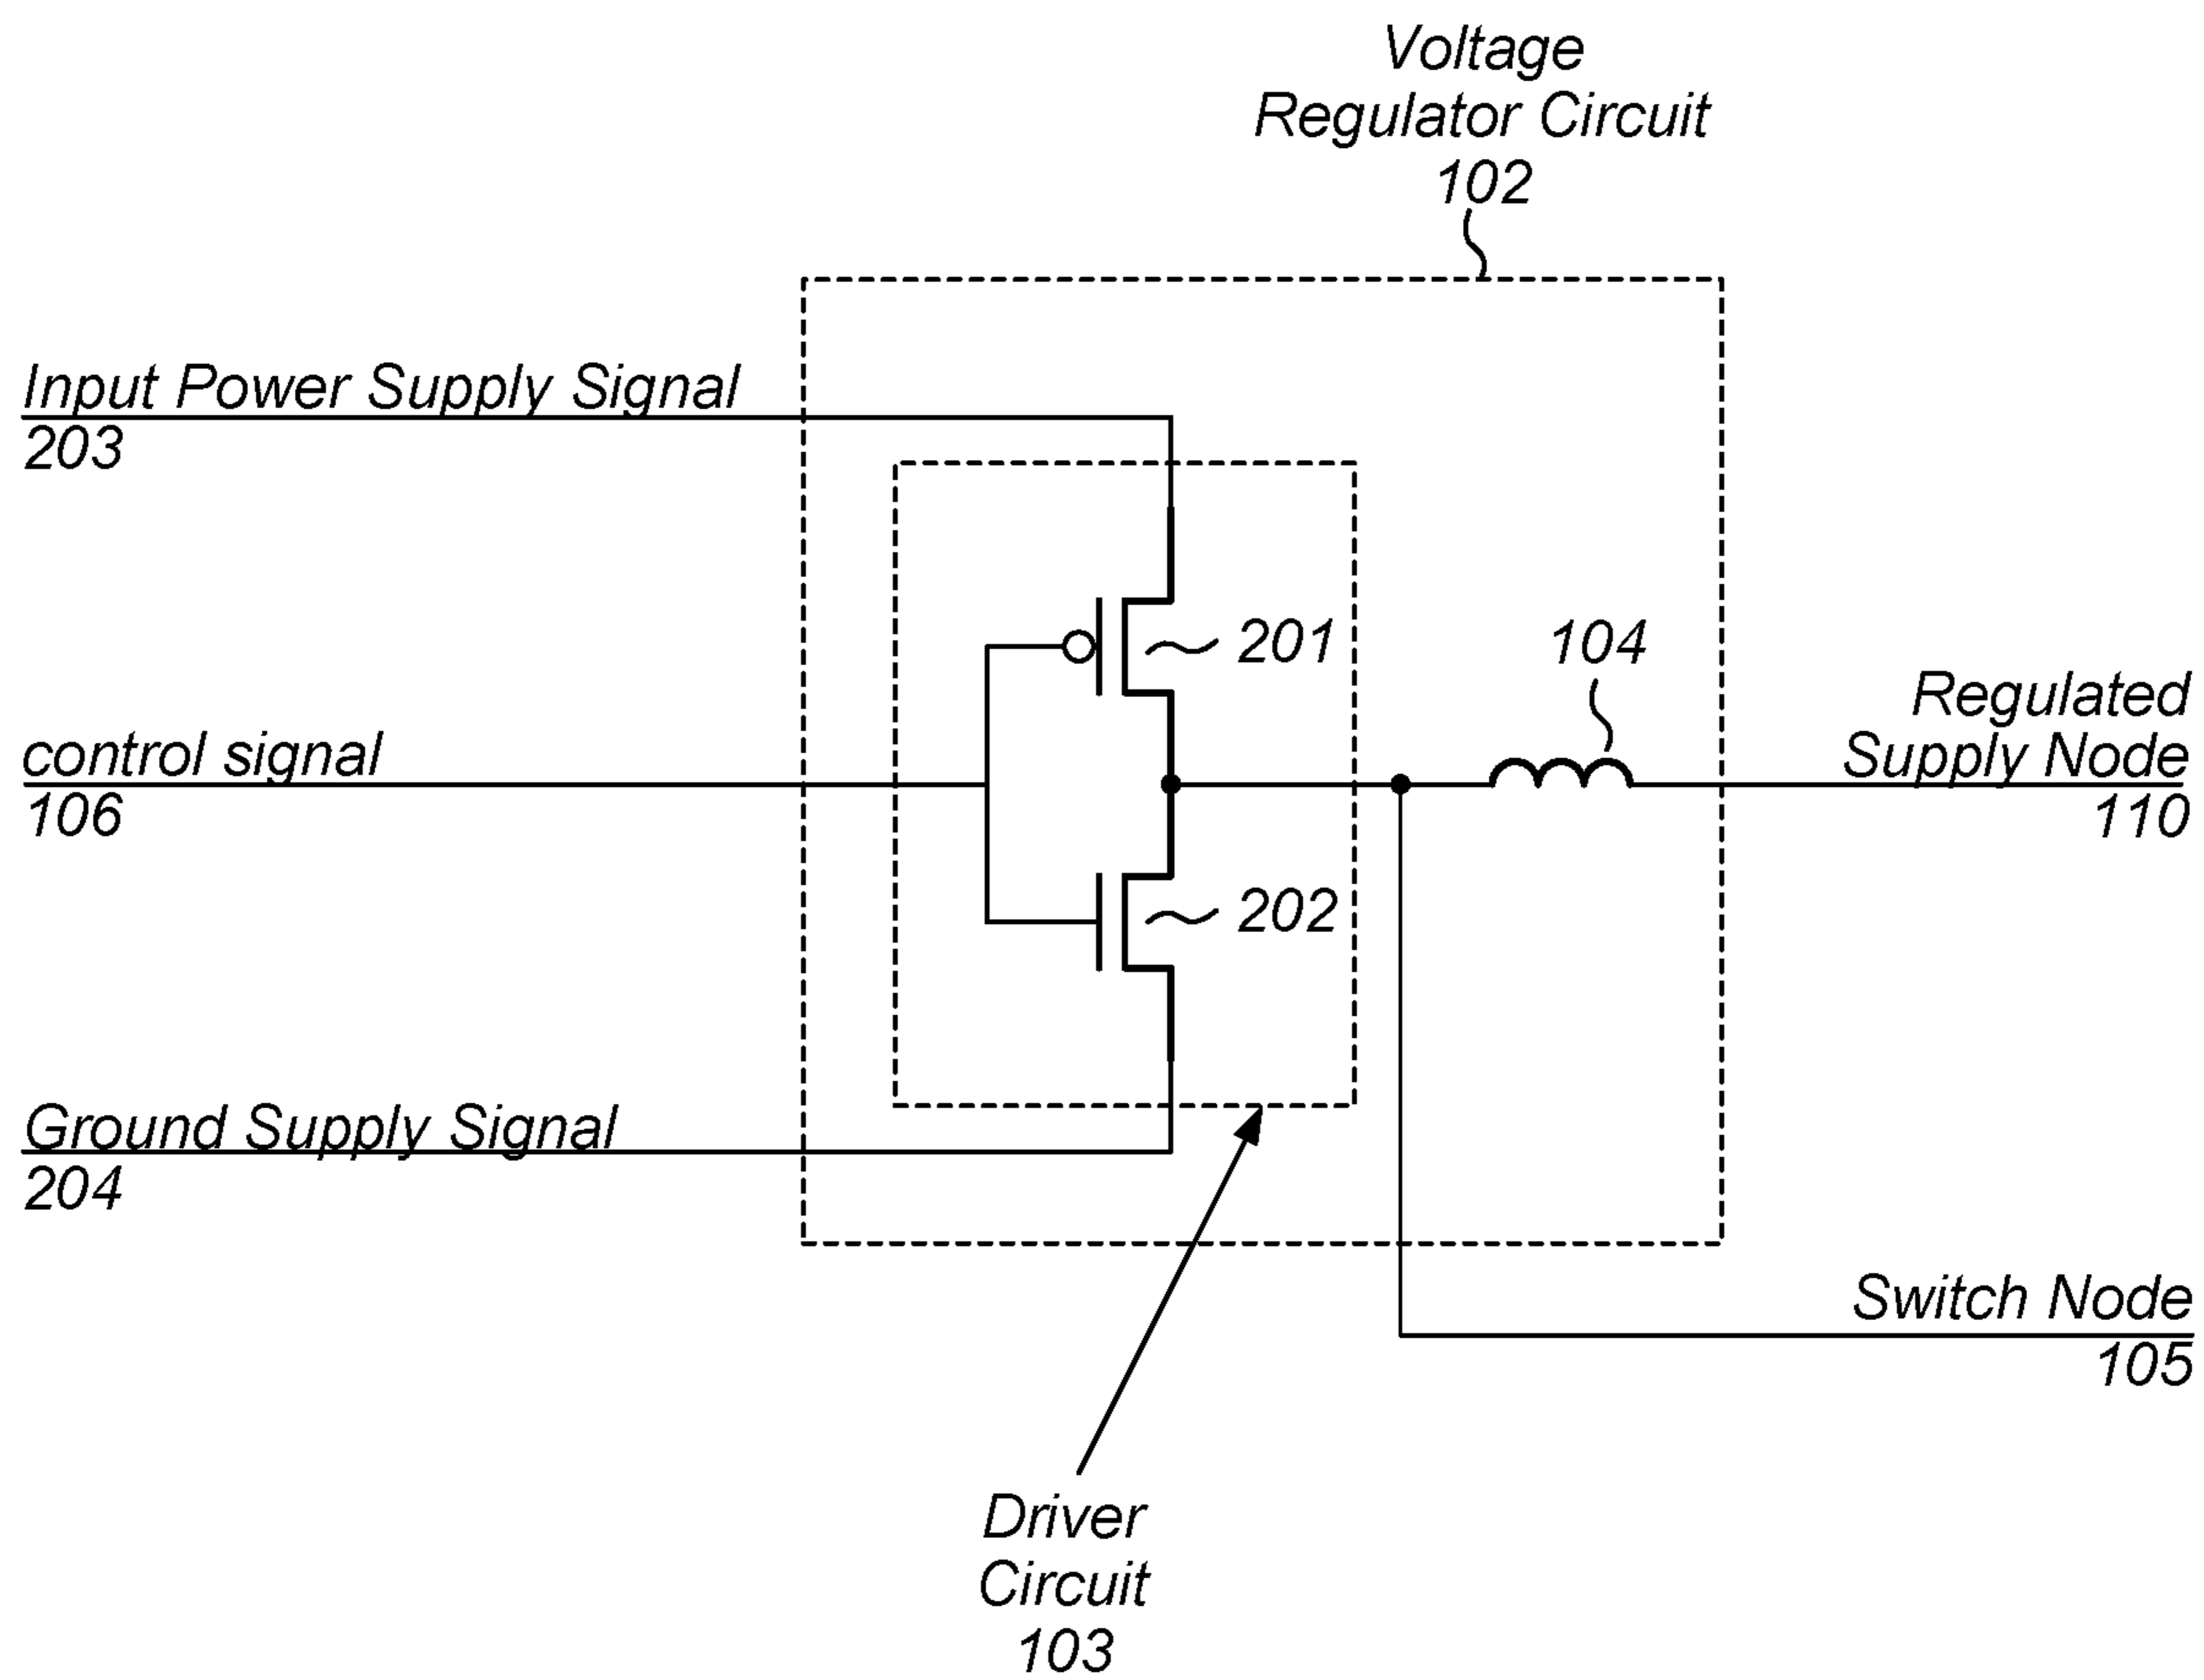 Voltage
Regulator Circuit
102
Input Power Supply Signal
203
201
104
Regulated
Supply Node
110
control signal
106
202
Ground Supply Signal
204
Switch Node
105
Driver
Circuit
103